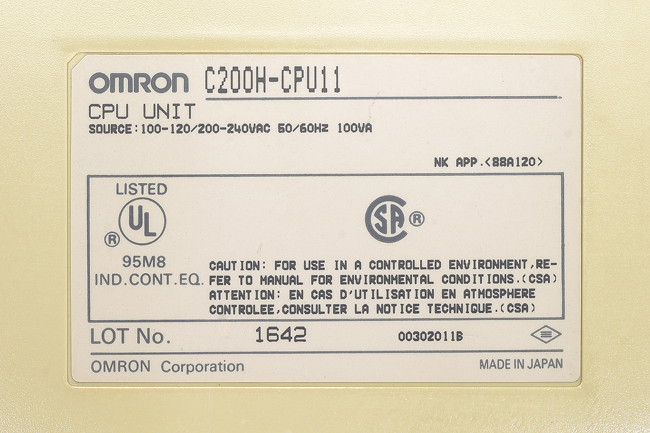 OMRON C200H-CPU11
CPU UNIT
SOURCE:100-120/200-240VAC 50/60Hz 100VA
NK APP.<88A120>
LISTED
UL ®
95M8
IND.CONT.EQ.
CSA ®
CAUTION: FOR USE IN A CONTROLLED ENVIRONMENT,RE-
FER TO MANUAL FOR ENVIRONMENTAL CONDITIONS.(CSA)
ATTENTION: EN CAS D'UTILISATION EN ATMOSPHERE
CONTROLEE,CONSULTER LA NOTICE TECHNIQUE.(CSA)
LOT No. 1642 00302011B
OMRON Corporation MADE IN JAPAN